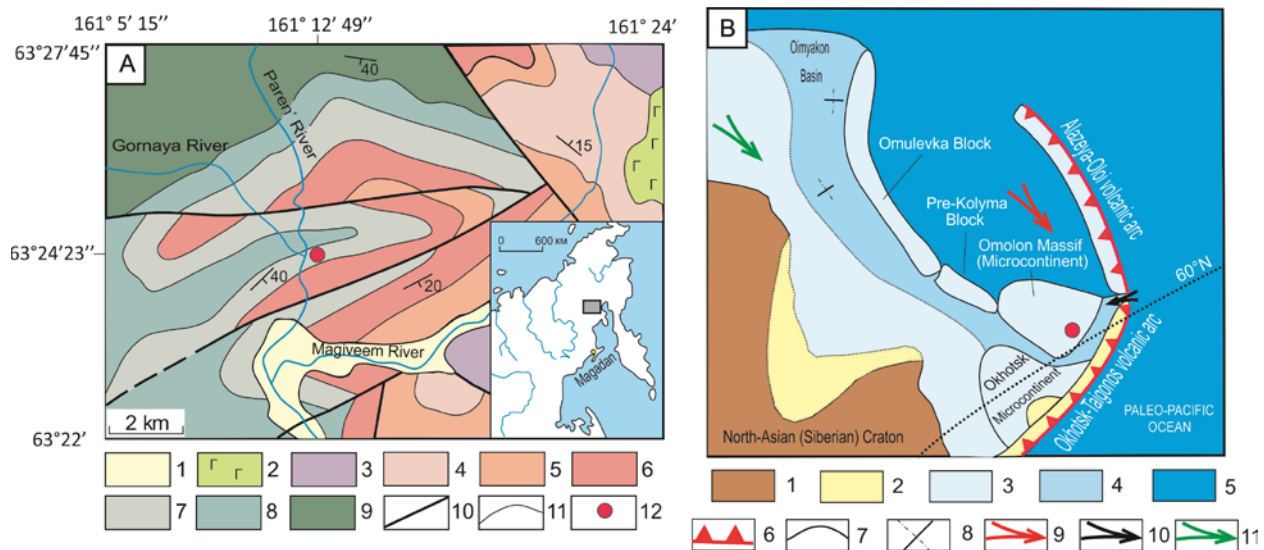 161° 5' 15''
161° 12' 49''
161° 24'
63°27'45''
63°24'23''
63°22'
A
40
Paren' River
Gornaya River
15
Г
Г
Г
40
20
Magiveem River
2 km
0 600 км
Magadan
1
2
Г
Г
3
4
5
6
7
8
9
10
11
12
B
Oimyakon
Basin
Omulevka Block
Pre-Kolyma
Block
Omolon Massif
(Microcontinent)
Alazeya-Oloi volcanic arc
60°N
Okhotsk
Microcontinent
Okhotsk-Taigonos volcanic arc
PALEO-PACIFIC
OCEAN
North-Asian (Siberian) Craton
1
2
3
4
5
6
7
8
9
10
11